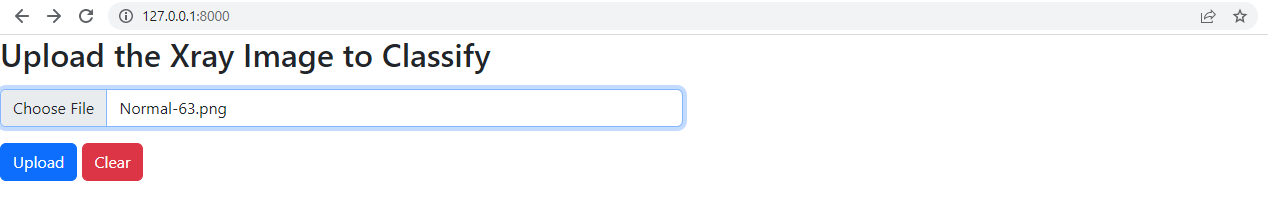 127.0.0.1:8000
Upload the Xray Image to Classify
Choose File Normal-63.png
Upload Clear